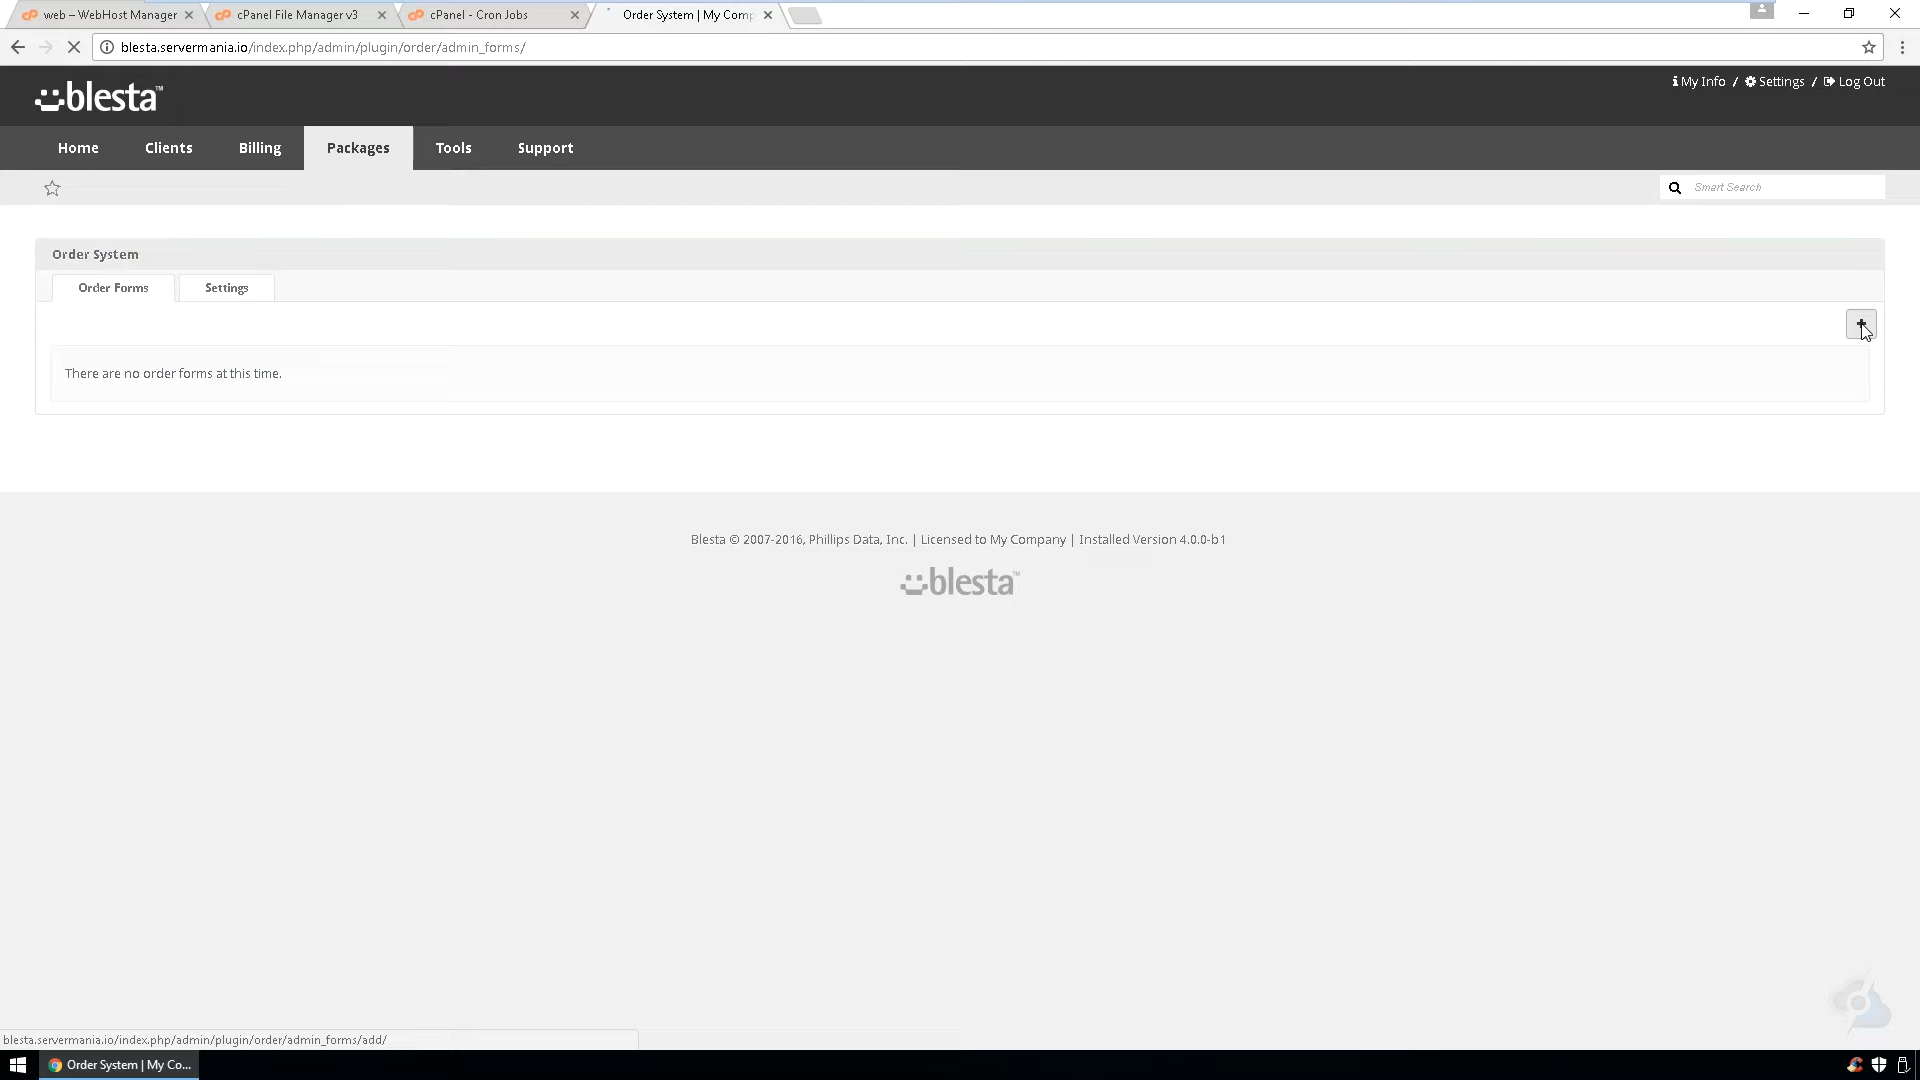 web – WebHost Manager
cPanel File Manager v3
cPanel - Cron Jobs
Order System | My Comp
blesta.servermania.io/index.php/admin/plugin/order/admin_forms/
blesta™
My Info / Settings / Log Out
Home
Clients
Billing
Packages
Tools
Support
Smart Search
Order System
Order Forms
Settings
There are no order forms at this time.
Blesta © 2007-2016, Phillips Data, Inc. | Licensed to My Company | Installed Version 4.0.0-b1
blesta™
blesta.servermania.io/index.php/admin/plugin/order/admin_forms/add/
Order System | My Co...